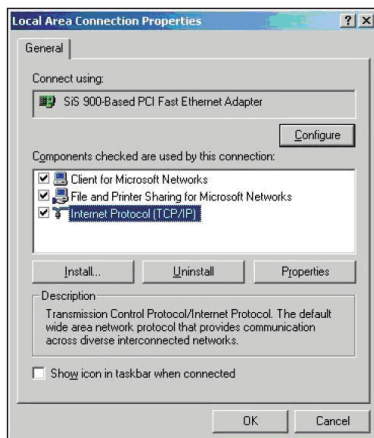 Local Area Connection Properties
General
Connect using:
SiS 900-Based PCI Fast Ethernet Adapter
Configure
Components checked are used by this connection:
Client for Microsoft Networks
File and Printer Sharing for Microsoft Networks
Internet Protocol (TCP/IP)
Install...
Uninstall
Properties
Description
Transmission Control Protocol/Internet Protocol. The default
wide area network protocol that provides communication
across diverse interconnected networks.
Show icon in taskbar when connected
OK
Cancel